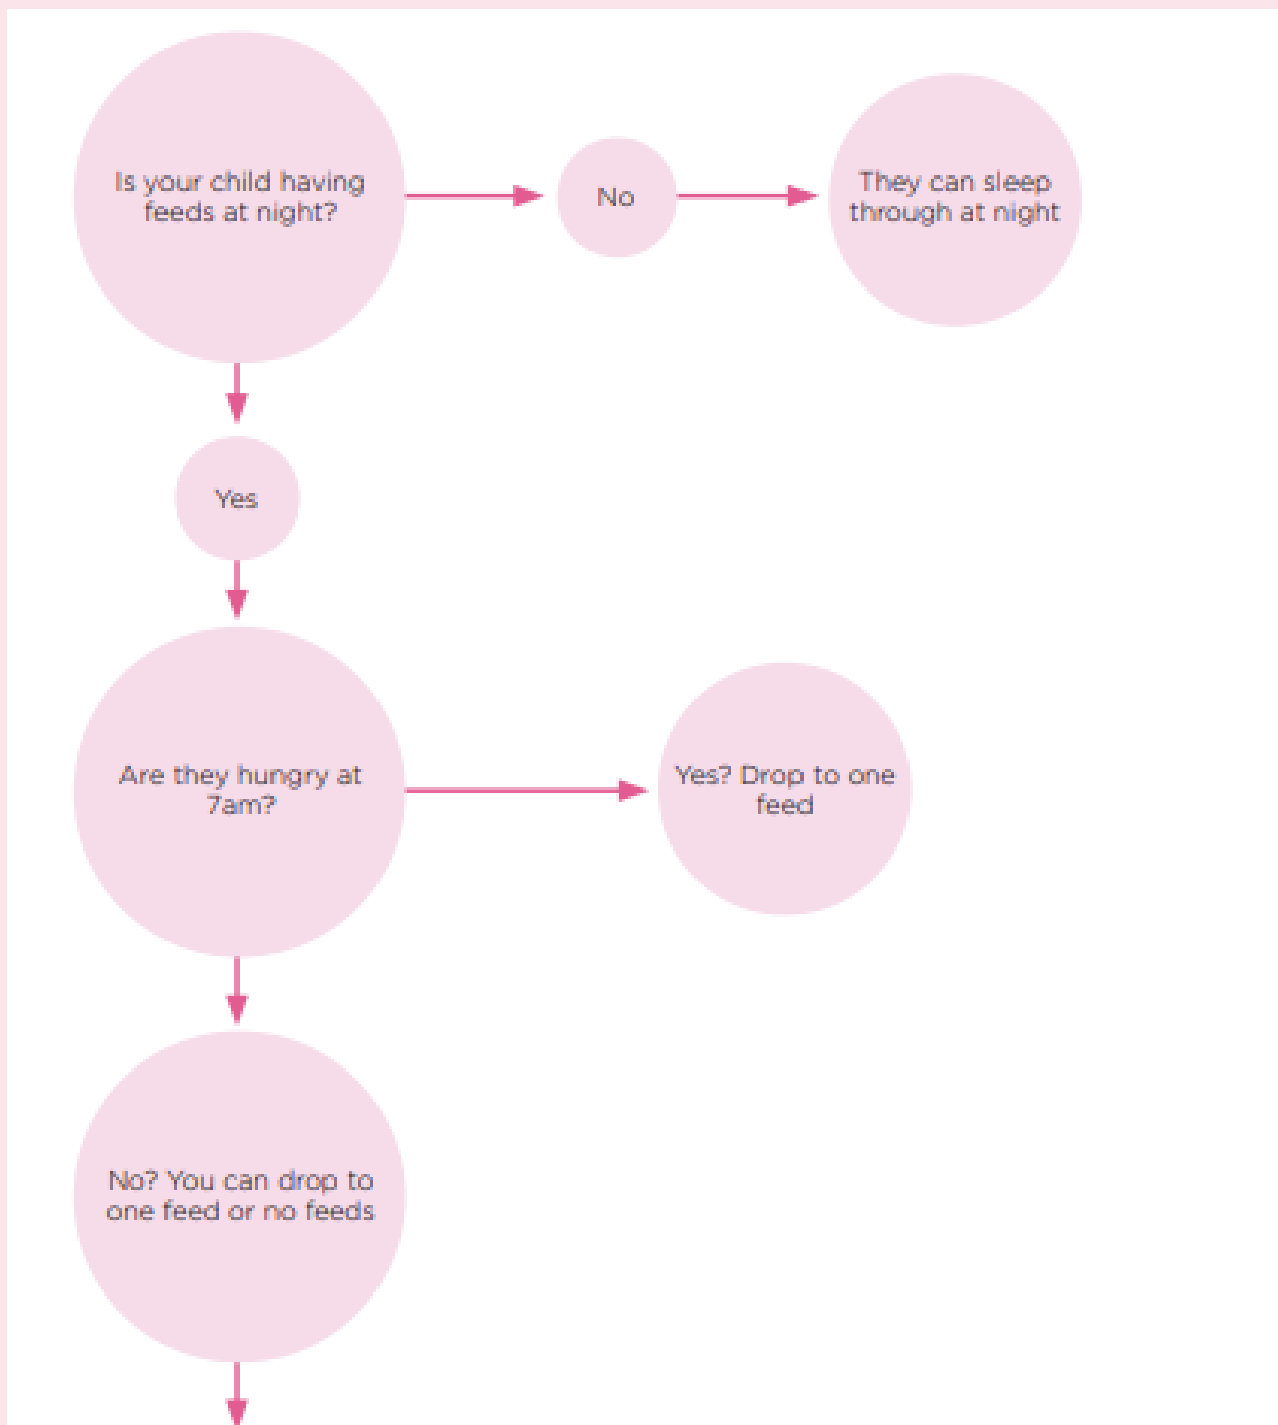 Is your child having
feeds at night?
No
They can sleep
through at night
Yes
Are they hungry at
7am?
Yes? Drop to one
feed
No? You can drop to
one feed or no feeds